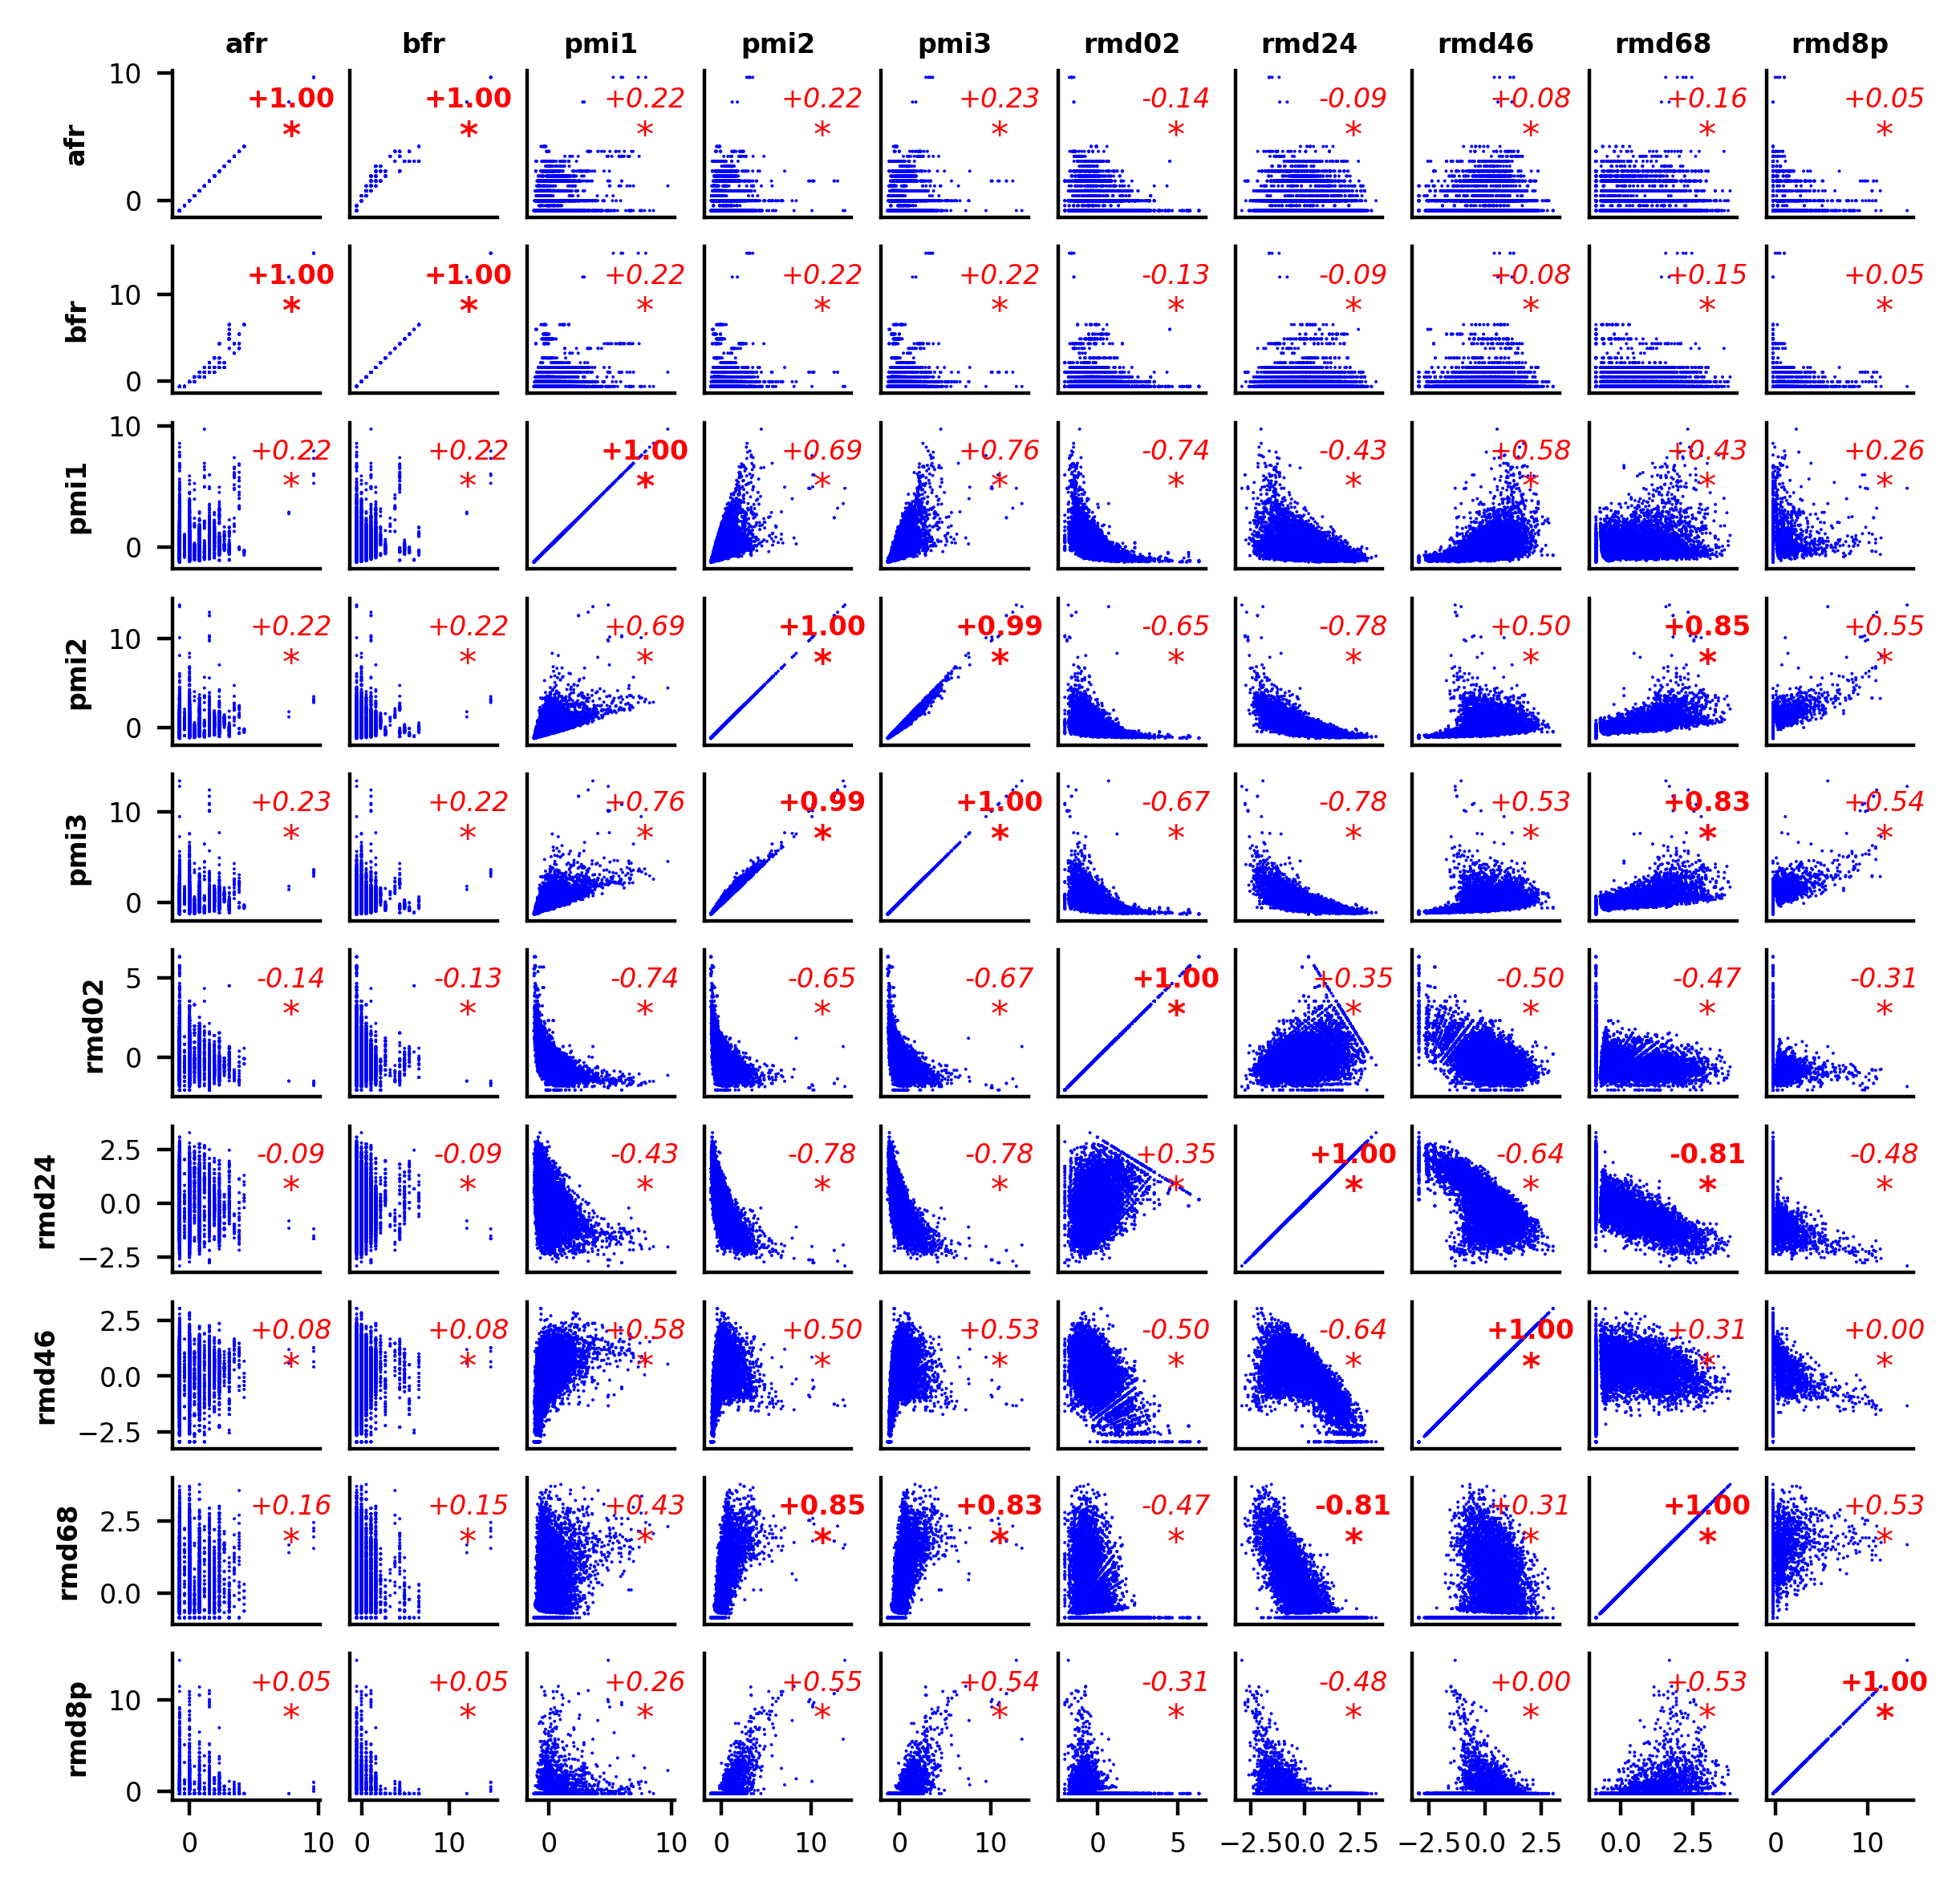 afr bfr pmi1 pmi2 pmi3 rmd02 rmd24 rmd46 rmd68 rmd8p
10
+1.00 +1.00 +0.22 +0.22 +0.23 -0.14 -0.09 +0.08 +0.16 +0.05
* * * * * * * * * *
afr
0
+1.00 +1.00 +0.22 +0.22 +0.22 -0.13 -0.09 +0.08 +0.15 +0.05
10
* * * * * * * * * *
bfr
0
10
+0.22 +0.22 +1.00 +0.69 +0.76 -0.74 -0.43 +0.58 +0.43 +0.26
* * * * * * * * * *
pmi1
0
+0.22 +0.22 +0.69 +1.00 +0.99 -0.65 -0.78 +0.50 +0.85 +0.55
10
* * * * * * * * * *
pmi2
0
+0.23 +0.22 +0.76 +0.99 +1.00 -0.67 -0.78 +0.53 +0.83 +0.54
10
* * * * * * * * * *
pmi3
0
5
-0.14 -0.13 -0.74 -0.65 -0.67 +1.00 +0.35 -0.50 -0.47 -0.31
* * * * * * * * * *
rmd02
0
2.5
-0.09 -0.09 -0.43 -0.78 -0.78 +0.35 +1.00 -0.64 -0.81 -0.48
* * * * * * * * * *
rmd24
0.0
−2.5
2.5
+0.08 +0.08 +0.58 +0.50 +0.53 -0.50 -0.64 +1.00 +0.31 +0.00
* * * * * * * * * *
rmd46
0.0
−2.5
+0.16 +0.15 +0.43 +0.85 +0.83 -0.47 -0.81 +0.31 +1.00 +0.53
2.5
* * * * * * * * * *
rmd68
0.0
+0.05 +0.05 +0.26 +0.55 +0.54 -0.31 -0.48 +0.00 +0.53 +1.00
10
* * * * * * * * * *
rmd8p
0
0 10 0 10 0 10 0 10 0 10 0 5 −2.5 0.0 2.5 −2.5 0.0 2.5 0.0 2.5 0 10